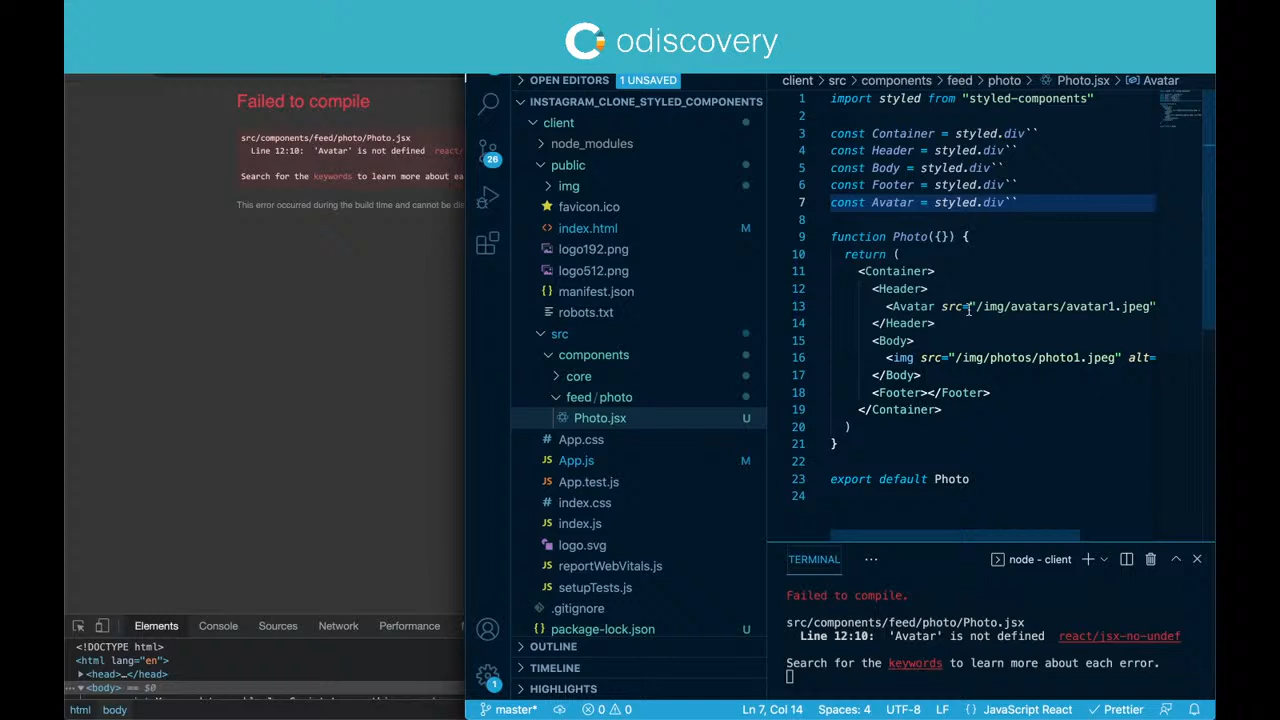 odiscovery
Failed to compile
src/components/feed/photo/Photo.jsx
Line 12:10: 'Avatar' is not defined react/
Search for the keywords to learn more about ea
This error occurred during the build time and cannot be dis
Elements Console Sources Network Performance
<!DOCTYPE html>
<html lang="en">
<head>…</head>
<body> == $0
html body
OPEN EDITORS 1 UNSAVED
INSTAGRAM_CLONE_STYLED_COMPONENTS
client
node_modules
public
img
favicon.ico
index.html M
logo192.png
logo512.png
manifest.json
robots.txt
src
components
core
feed/photo
Photo.jsx U
App.css
App.js M
App.test.js
index.css
index.js
logo.svg
reportWebVitals.js
setupTests.js
.gitignore
package-lock.json U
OUTLINE
TIMELINE
HIGHLIGHTS
26
1
client > src > components > feed > photo > Photo.jsx > Avatar
1 import styled from "styled-components"
2
3 const Container = styled.div``
4 const Header = styled.div``
5 const Body = styled.div``
6 const Footer = styled.div``
7 const Avatar = styled.div``
8
9 function Photo({}) {
10 return (
11 <Container>
12 <Header>
13 <Avatar src="/img/avatars/avatar1.jpeg"
14 </Header>
15 <Body>
16 <img src="/img/photos/photo1.jpeg" alt=
17 </Body>
18 <Footer></Footer>
19 </Container>
20 )
21 }
22
23 export default Photo
24
TERMINAL ··· node - client
Failed to compile.
src/components/feed/photo/Photo.jsx
Line 12:10: 'Avatar' is not defined react/jsx-no-undef
Search for the keywords to learn more about each error.
master* 0 0 Ln 7, Col 14 Spaces: 4 UTF-8 LF {} JavaScript React Prettier